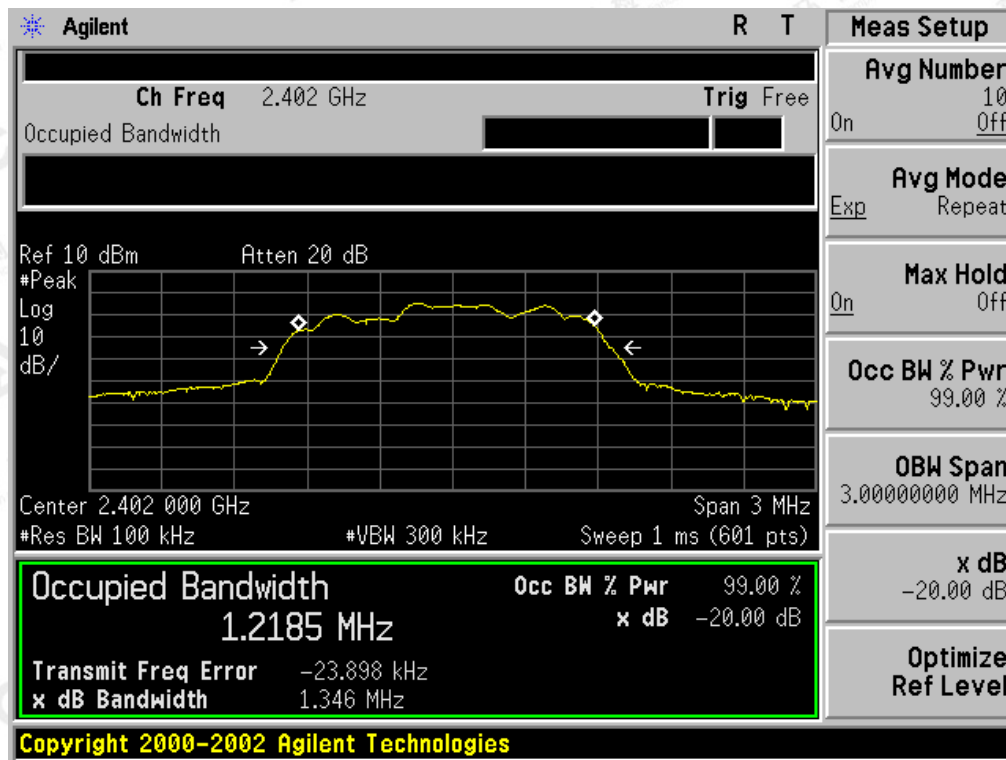 Agilent R T
Ch Freq 2.402 GHz Trig Free
Occupied Bandwidth
Ref 10 dBm Atten 20 dB
#Peak
Log
10
dB/
Center 2.402 000 GHz Span 3 MHz
#Res BW 100 kHz #VBW 300 kHz Sweep 1 ms (601 pts)
Occupied Bandwidth Occ BW % Pwr 99.00 %
1.2185 MHz x dB -20.00 dB
Transmit Freq Error -23.898 kHz
x dB Bandwidth 1.346 MHz
Copyright 2000-2002 Agilent Technologies
Meas Setup
Avg Number
10
On Off
Avg Mode
Exp Repeat
Max Hold
On Off
Occ BW % Pwr
99.00 %
OBW Span
3.00000000 MHz
x dB
-20.00 dB
Optimize
Ref Level